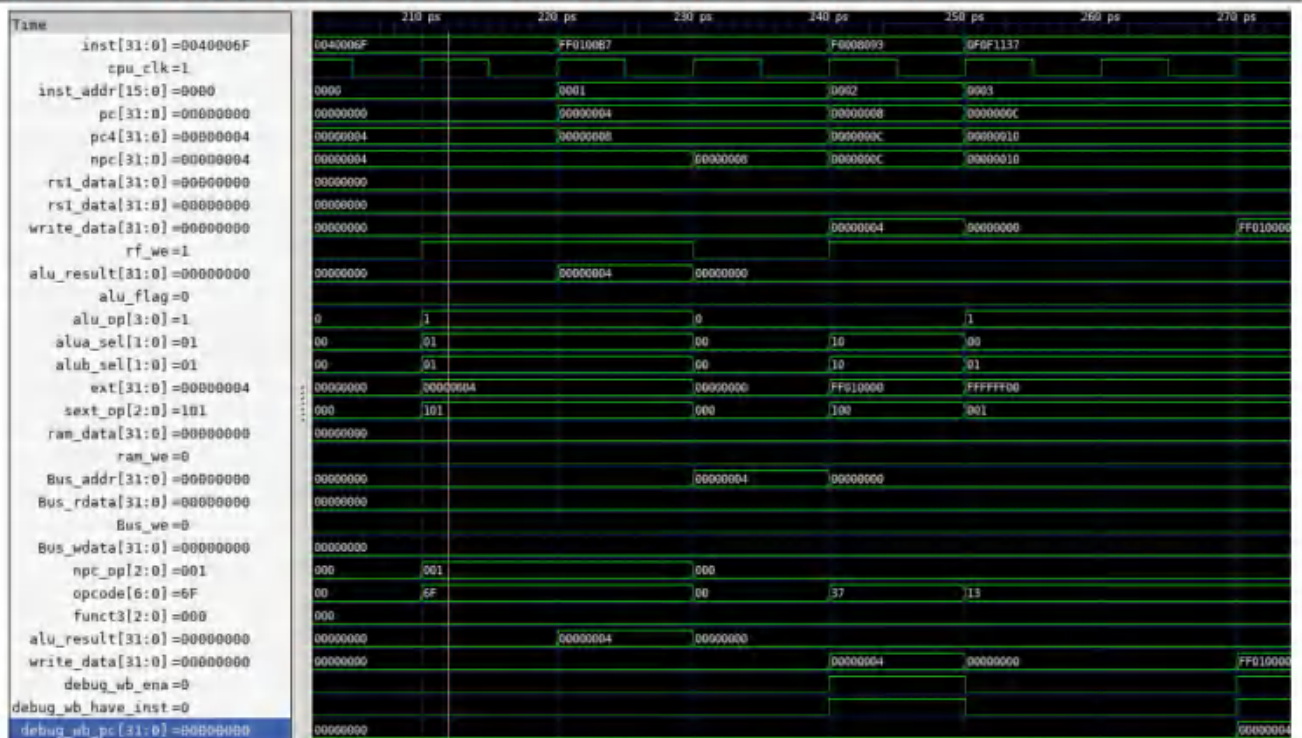 Time 210 ps 220 ps 230 ps 240 ps 250 ps 260 ps 270 ps
inst[31:0] =0040006F 0040006F FF0100B7 F0008093 0F0F1137
cpu_clk=1
inst_addr[15:0] =0000 0000 0001 0002 0003
pc[31:0] =00000000 00000000 00000004 00000008 0000000C
pc4[31:0] =00000004 00000004 00000008 0000000C 00000010
npc[31:0] =00000004 00000004 00000008 0000000C 00000010
rs1_data[31:0] =00000000 00000000
rs1_data[31:0] =00000000 00000000
write_data[31:0] =00000000 00000000 00000004 00000000 FF010000
rf_we=1
alu_result[31:0] =00000000 00000000 00000004 00000000
alu_flag=0
alu_op[3:0] =1 0 1 0 1
alua_sel[1:0] =01 00 01 00 10 00
alub_sel[1:0] =01 00 01 00 10 01
ext[31:0] =00000004 00000000 00000004 00000000 FF010000 FFFFFF00
sext_op[2:0] =101 000 101 000 100 001
ram_data[31:0] =00000000 00000000
ram_we=0
Bus_addr[31:0] =00000000 00000000 00000004 00000000
Bus_rdata[31:0] =00000000 00000000
Bus_we=0
Bus_wdata[31:0] =00000000 00000000
npc_op[2:0] =001 000 001 000
opcode[6:0] =6F 00 6F 00 37 13
funct3[2:0] =000 000
alu_result[31:0] =00000000 00000000 00000004 00000000
write_data[31:0] =00000000 00000000 00000004 00000000 FF010000
debug_wb_ena=0
debug_wb_have_inst=0
debug_wb_pc[31:0] =00000000 00000000 00000004